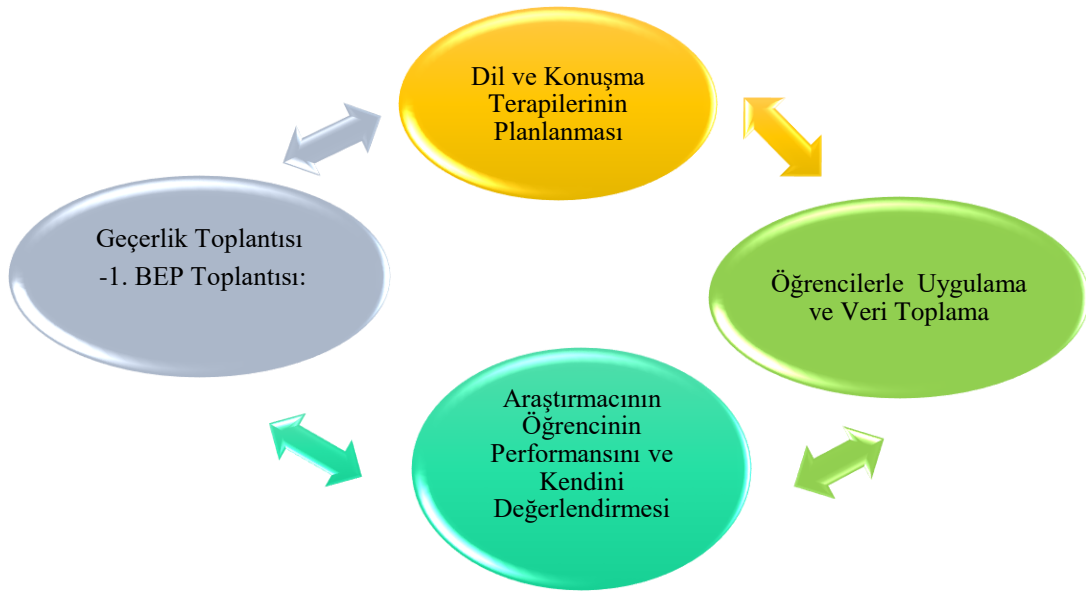 Dil ve Konuşma
Terapilerinin
Planlanması
Geçerlik Toplantısı
-1. BEP Toplantısı:
Öğrencilerle Uygulama
ve Veri Toplama
Araştırmacının
Öğrencinin
Performansını ve
Kendini
Değerlendirmesi